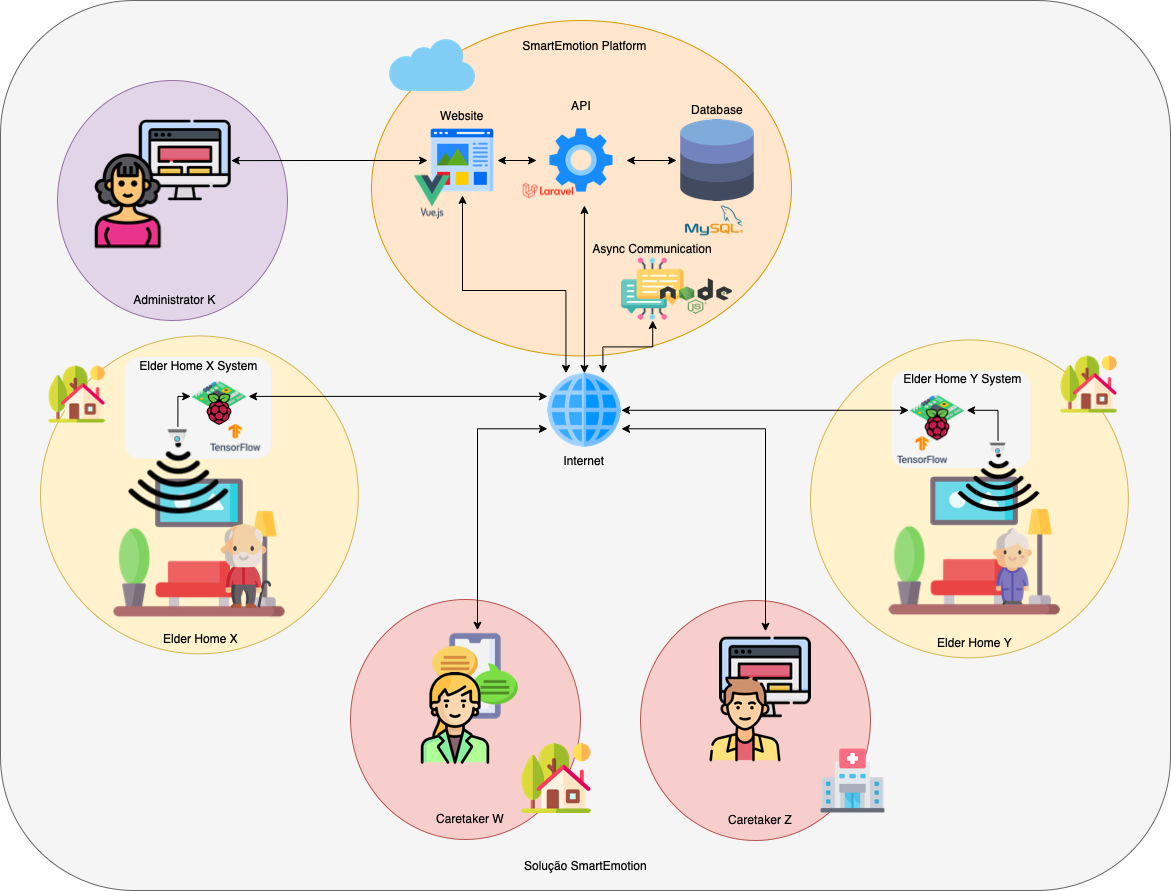 SmartEmotion Platform
API
Website
Database
Vue.js
Laravel
MySQL
Async Communication
node
JS
Administrator K
Elder Home X System
TensorFlow
Elder Home X
Elder Home Y System
TensorFlow
Elder Home Y
Internet
Caretaker W
Caretaker Z
Solução SmartEmotion